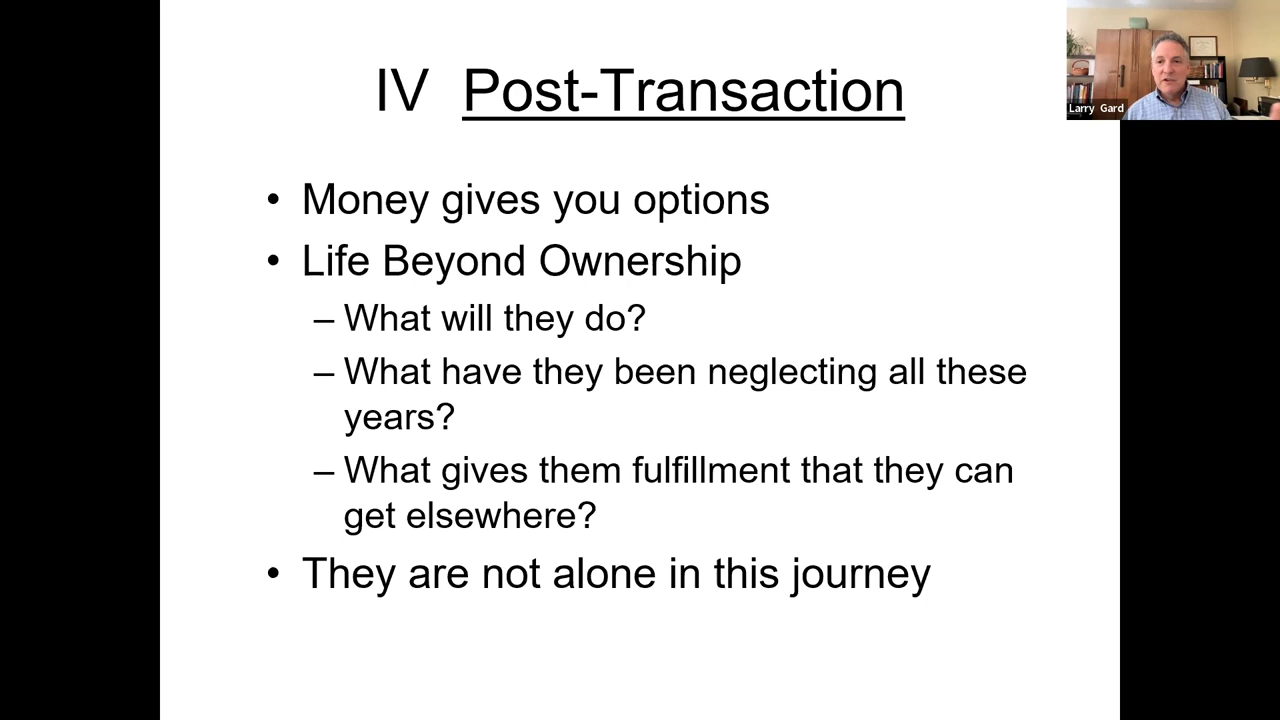 IV Post-Transaction
Larry Gard
• Money gives you options
• Life Beyond Ownership
– What will they do?
– What have they been neglecting all these
years?
– What gives them fulfillment that they can
get elsewhere?
• They are not alone in this journey